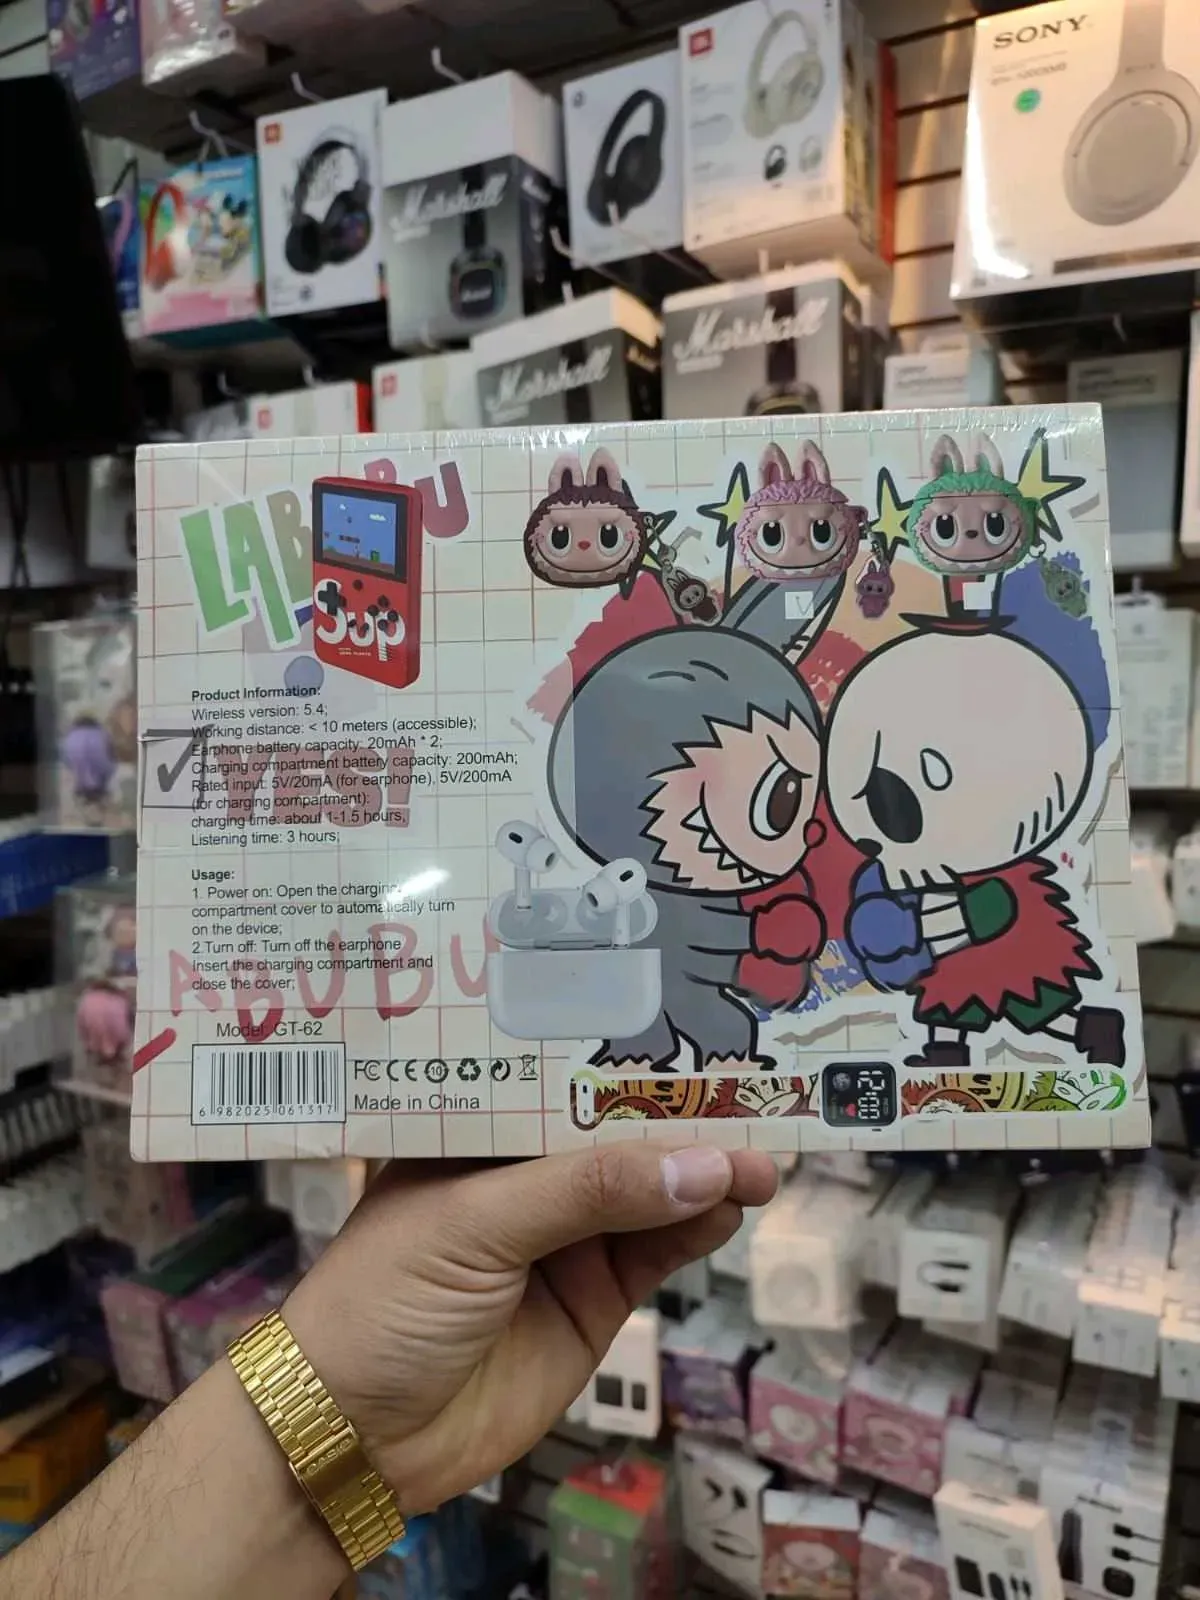 SONY
JBL
Marshall
Marshall
Marshall
LABUBU
Sup
Product Information:
Wireless version: 5.4;
Working distance: < 10 meters (accessible);
Earphone battery capacity: 20mAh * 2;
Charging compartment battery capacity: 200mAh;
Rated input: 5V/20mA (for earphone), 5V/200mA
(for charging compartment):
charging time: about 1-1.5 hours,
Listening time: 3 hours;
YES!
Usage:
1. Power on: Open the charging
compartment cover to automatically turn
on the device;
2.Turn off: Turn off the earphone
Insert the charging compartment and
close the cover;
LABUBU
Model: GT-62
6 982025 061317
FC CE 10
Made in China
CASIO